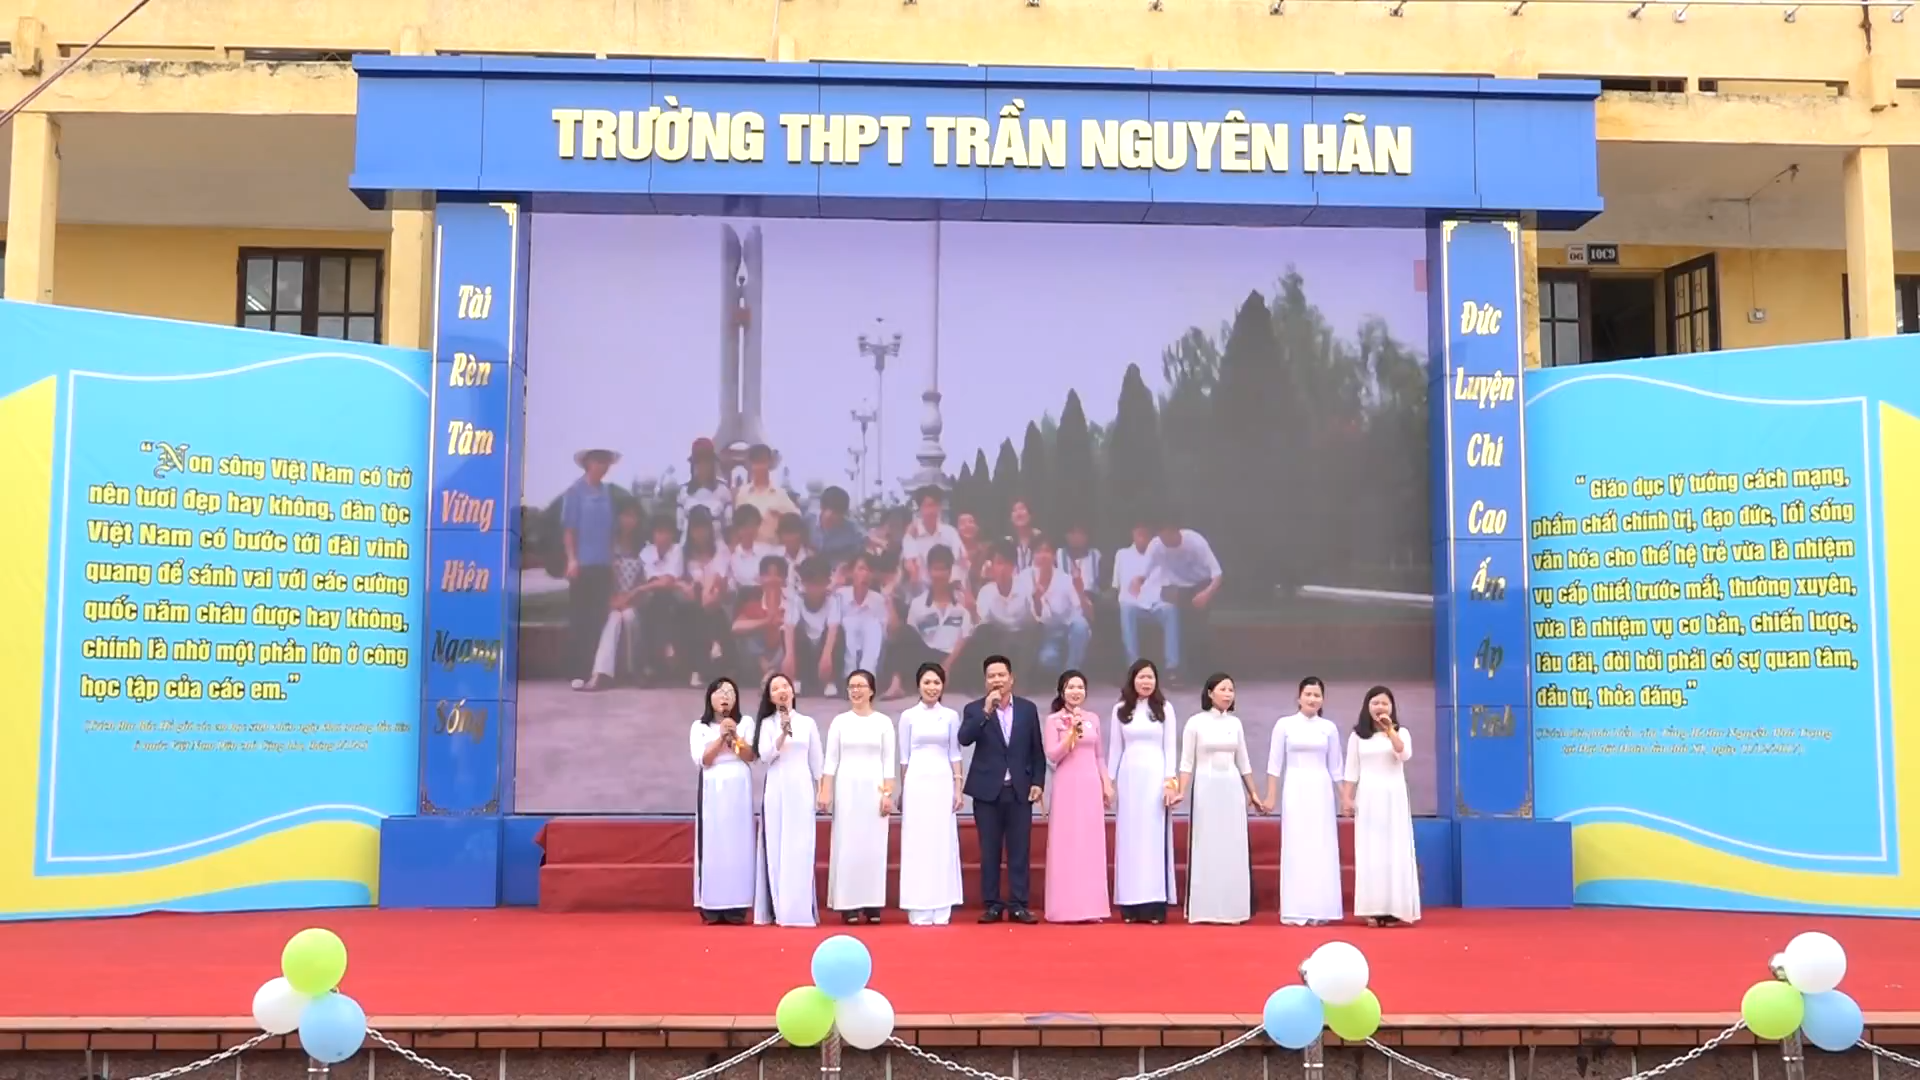 TRƯỜNG THPT TRẦN NGUYÊN HÃN
06
10C9
Tài
Rèn
Tâm
Vững
Hiên
Ngang
Sống
Đức
Luyện
Chí
Cao
Ấm
Áp
Tình
“Non sông Việt Nam có trở
nên tươi đẹp hay không, dân tộc
Việt Nam có bước tới đài vinh
quang để sánh vai với các cường
quốc năm châu được hay không,
chính là nhờ một phần lớn ở công
học tập của các em.”
“ Giáo dục lý tưởng cách mạng,
phẩm chất chính trị, đạo đức, lối sống
văn hóa cho thế hệ trẻ vừa là nhiệm
vụ cấp thiết trước mắt, thường xuyên,
vừa là nhiệm vụ cơ bản, chiến lược,
lâu dài, đòi hỏi phải có sự quan tâm,
đầu tư, thỏa đáng.”